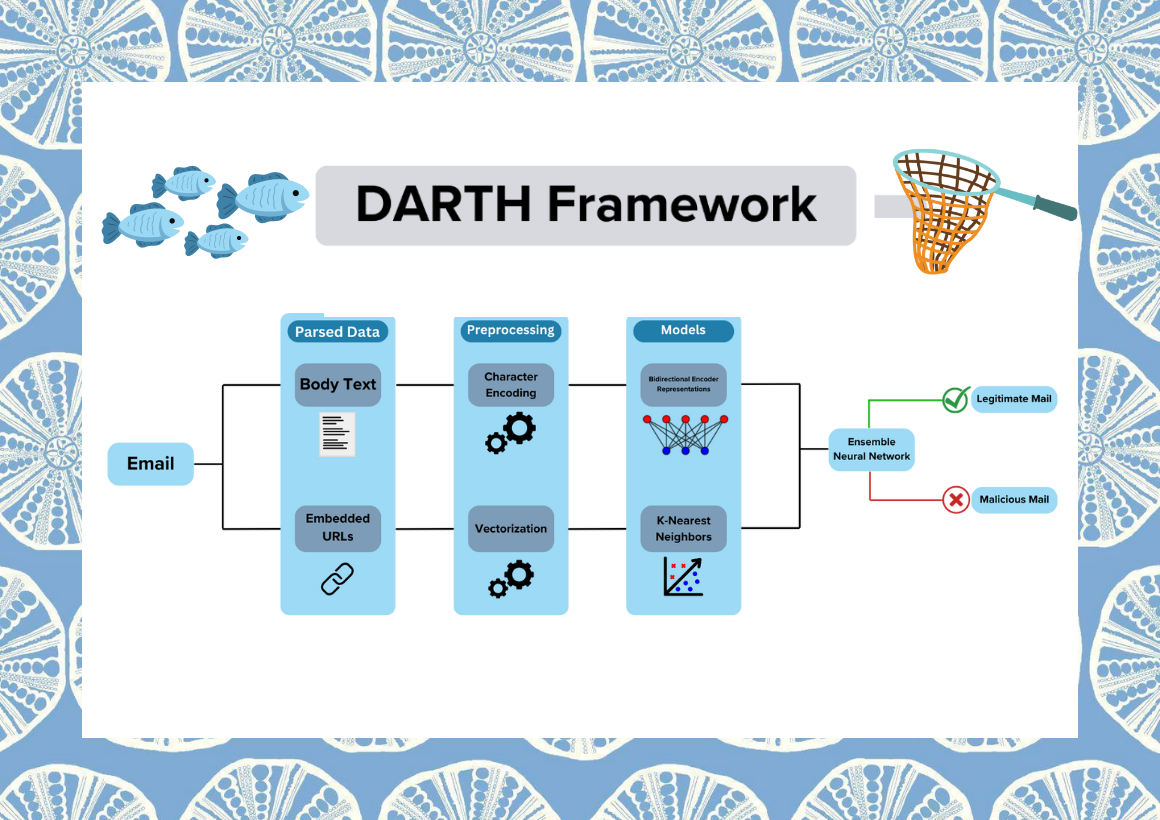 DARTH Framework
Parsed Data
Preprocessing
Models
Body Text
Character
Encoding
Bidirectional Encoder
Representations
Legitimate Mail
Email
Ensemble
Neural Network
Malicious Mail
Embedded
URLs
Vectorization
K-Nearest
Neighbors